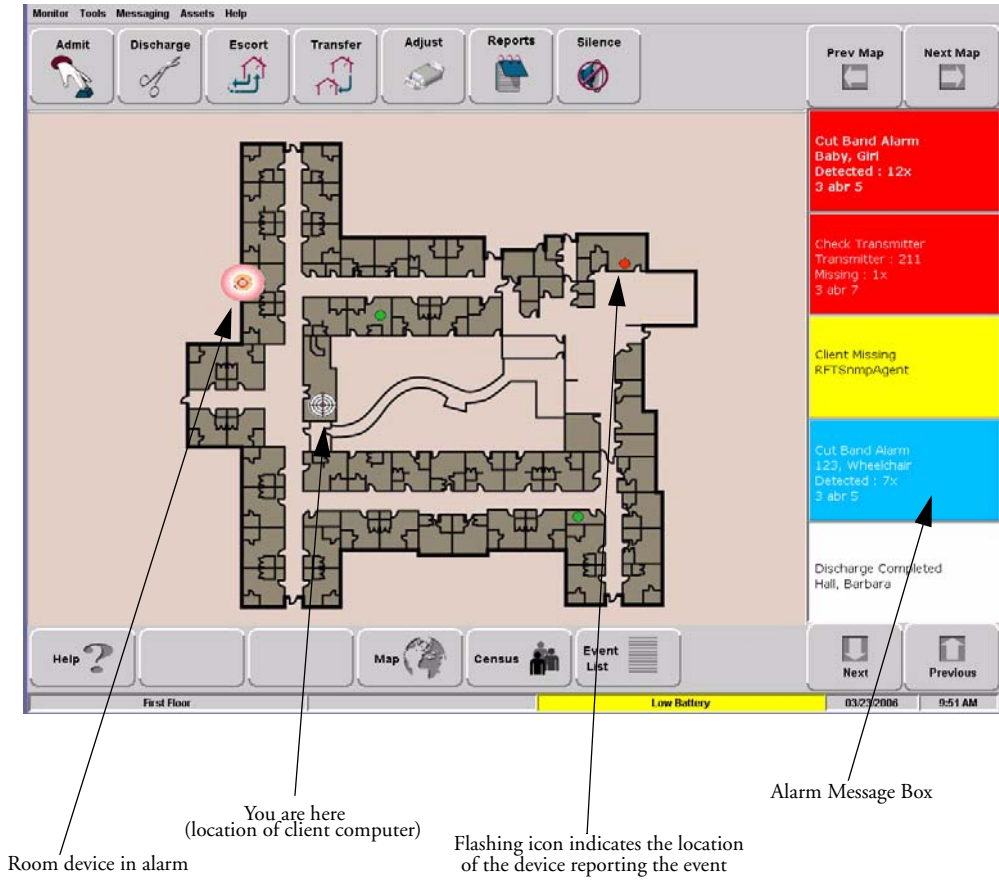 Monitor Tools Messaging Assets Help
Admit
Discharge
Escort
Transfer
Adjust
Reports
Silence
Prev Map
Next Map
Cut Band Alarm
Baby, Girl
Detected : 12x
3 abr 5
Check Transmitter
Transmitter : 211
Missing : 1x
3 abr 7
Client Missing
RFTSnmpAgent
Cut Band Alarm
123, Wheelchair
Detected : 7x
3 abr 5
Discharge Completed
Hall, Barbara
Help
Map
Census
Event
List
Next
Previous
First Floor
Low Battery
03/23/2006
9:51 AM
Alarm Message Box
You are here
(location of client computer)
Flashing icon indicates the location
of the device reporting the event
Room device in alarm